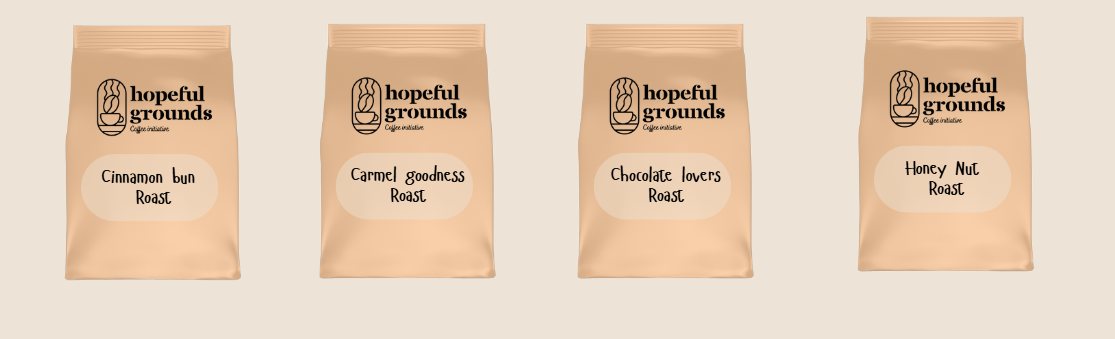 hopeful
grounds
Coffee initiative
Cinnamon bun
Roast
hopeful
grounds
Coffee initiative
Carmel goodness
Roast
hopeful
grounds
Coffee initiative
Chocolate lovers
Roast
hopeful
grounds
Coffee initiative
Honey Nut
Roast